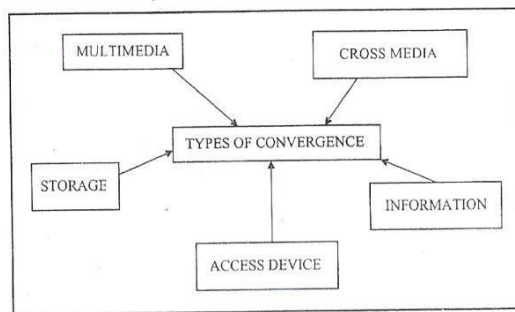 MULTIMEDIA
CROSS MEDIA
TYPES OF CONVERGENCE
STORAGE
INFORMATION
ACCESS DEVICE